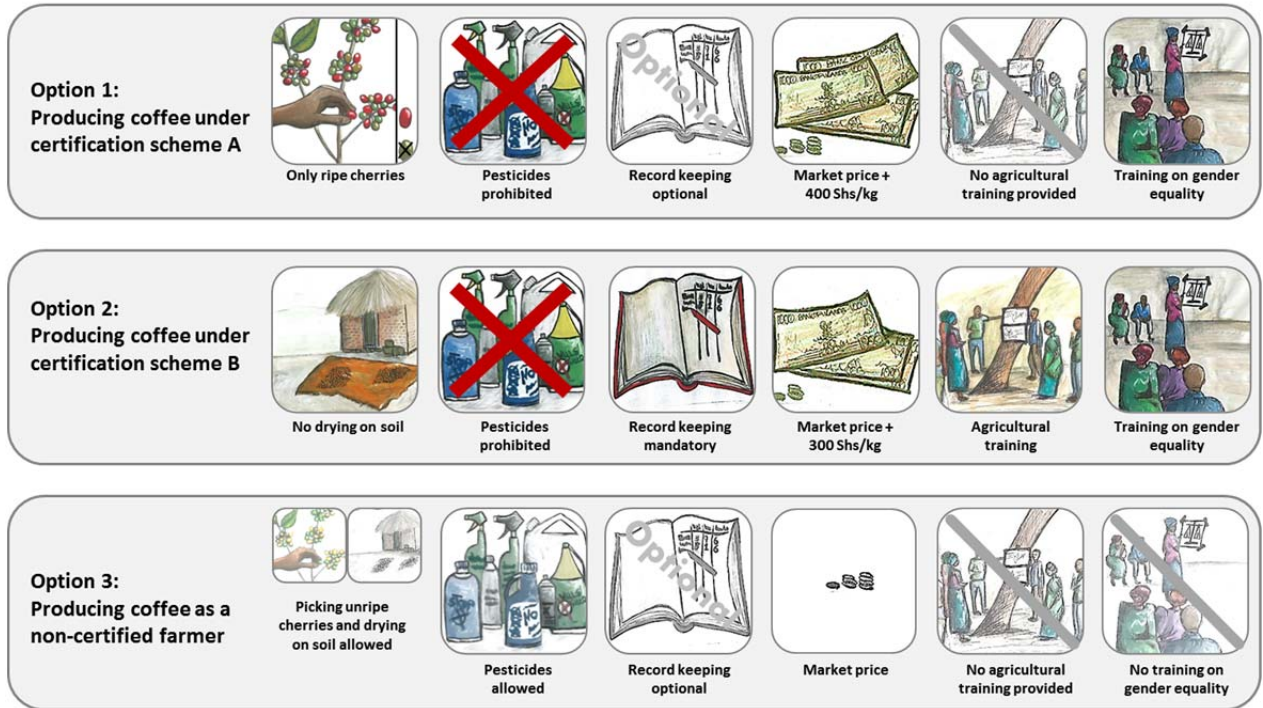 Option 1:
Producing coffee under
certification scheme A
Optional
Only ripe cherries
Pesticides
prohibited
Record keeping
optional
Market price +
400 Shs/kg
No agricultural
training provided
Training on gender
equality
Option 2:
Producing coffee under
certification scheme B
No drying on soil
Pesticides
prohibited
Record keeping
mandatory
Market price +
300 Shs/kg
Agricultural
training
Training on gender
equality
Option 3:
Producing coffee as a
non-certified farmer
Optional
Picking unripe
cherries and drying
on soil allowed
Pesticides
allowed
Record keeping
optional
Market price
No agricultural
training provided
No training on
gender equality